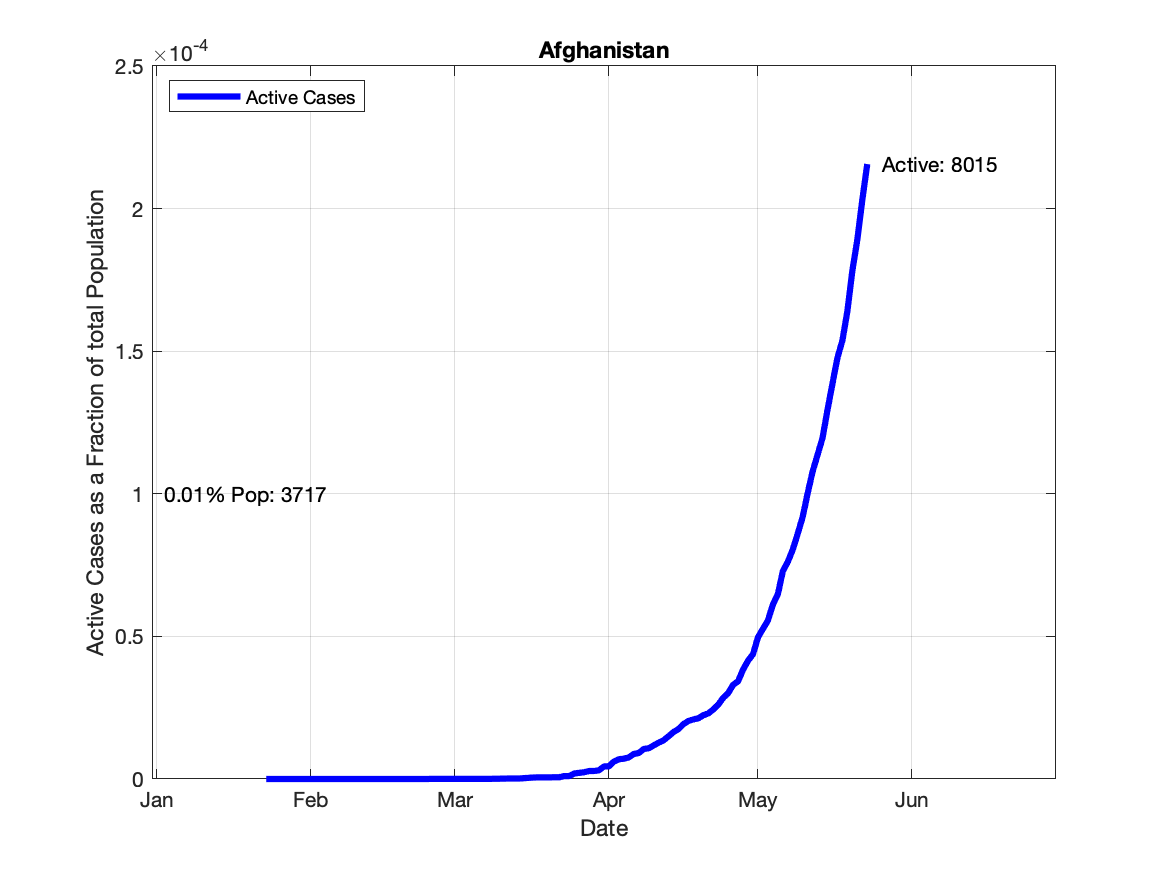 Afghanistan
×10-4
2.5
2
1.5
1
0.5
0
Active Cases
Active: 8015
0.01% Pop: 3717
Active Cases as a Fraction of total Population
Jan Feb Mar Apr May Jun
Date